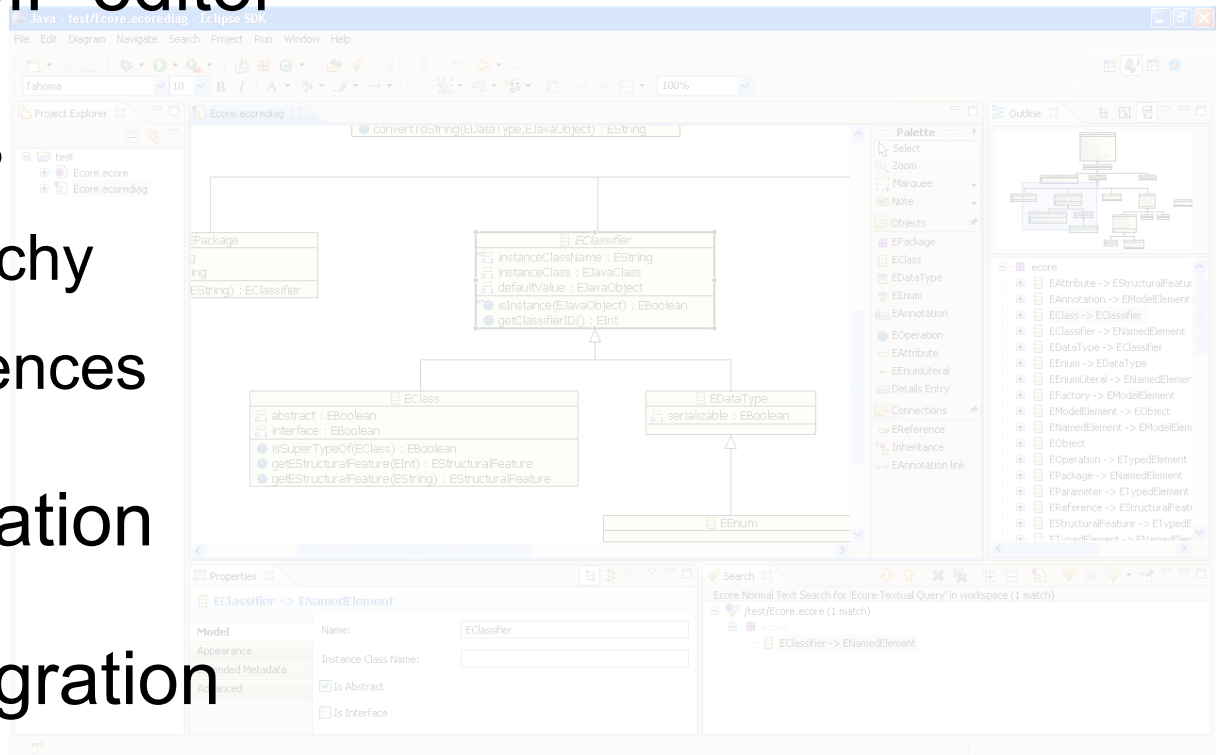 Java - test/Ecore.ecorediag - Eclipse SDK
editor
File Edit Diagram Navigate Search Project Run Window Help
Tahoma 10 B I A 100%
Project Explorer
test
Ecore.ecore
Ecore.ecorediag
chy
ences
ation
gration
Ecore.ecorediag
convertToString(EDataType,EJavaObject) : EString
EPackage
ing
EString) : EClassifier
EClassifier
instanceClassName : EString
instanceClass : EJavaClass
defaultValue : EJavaObject
isInstance(EJavaObject) : EBoolean
getClassifierID() : EInt
EClass
abstract : EBoolean
interface : EBoolean
isSuperTypeOf(EClass) : EBoolean
getEStructuralFeature(EInt) : EStructuralFeature
getEStructuralFeature(EString) : EStructuralFeature
EDataType
serializable : EBoolean
EEnum
Palette
Select
Zoom
Marquee
Note
Objects
EPackage
EClass
EDataType
EEnum
EAnnotation
EOperation
EAttribute
EEnumLiteral
Details Entry
Connections
EReference
Inheritance
EAnnotation link
Outline
ecore
EAttribute -> EStructuralFeatur
EAnnotation -> EModelElement
EClass -> EClassifier
EClassifier -> ENamedElement
EDataType -> EClassifier
EEnum -> EDataType
EEnumLiteral -> ENamedElemer
EFactory -> EModelElement
EModelElement -> EObject
ENamedElement -> EModelElem
EObject
EOperation -> ETypedElement
EPackage -> ENamedElement
EParameter -> ETypedElement
EReference -> EStructuralFeatu
EStructuralFeature -> ETypedE
ETypedElement -> ENamedElen
Properties
EClassifier -> ENamedElement
Model
Appearance
Advanced
Name: EClassifier
Instance Class Name:
Is Abstract
Is Interface
Search
Ecore Normal Text Search for 'Ecore Textual Query' in workspace (1 match)
/test/Ecore.ecore (1 match)
ecore
EClassifier -> ENamedElement